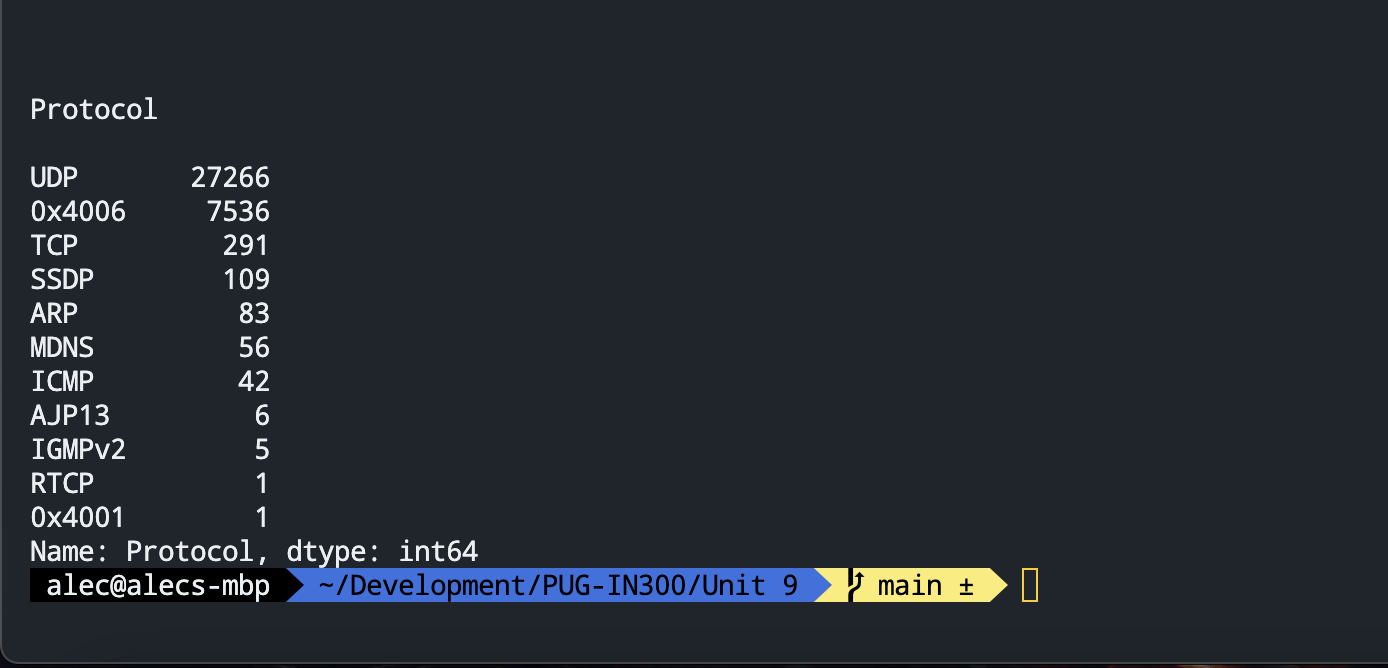 Protocol
UDP 27266
0x4006 7536
TCP 291
SSDP 109
ARP 83
MDNS 56
ICMP 42
AJP13 6
IGMPv2 5
RTCP 1
0x4001 1
Name: Protocol, dtype: int64
alec@alecs-mbp ~/Development/PUG-IN300/Unit 9 main ±